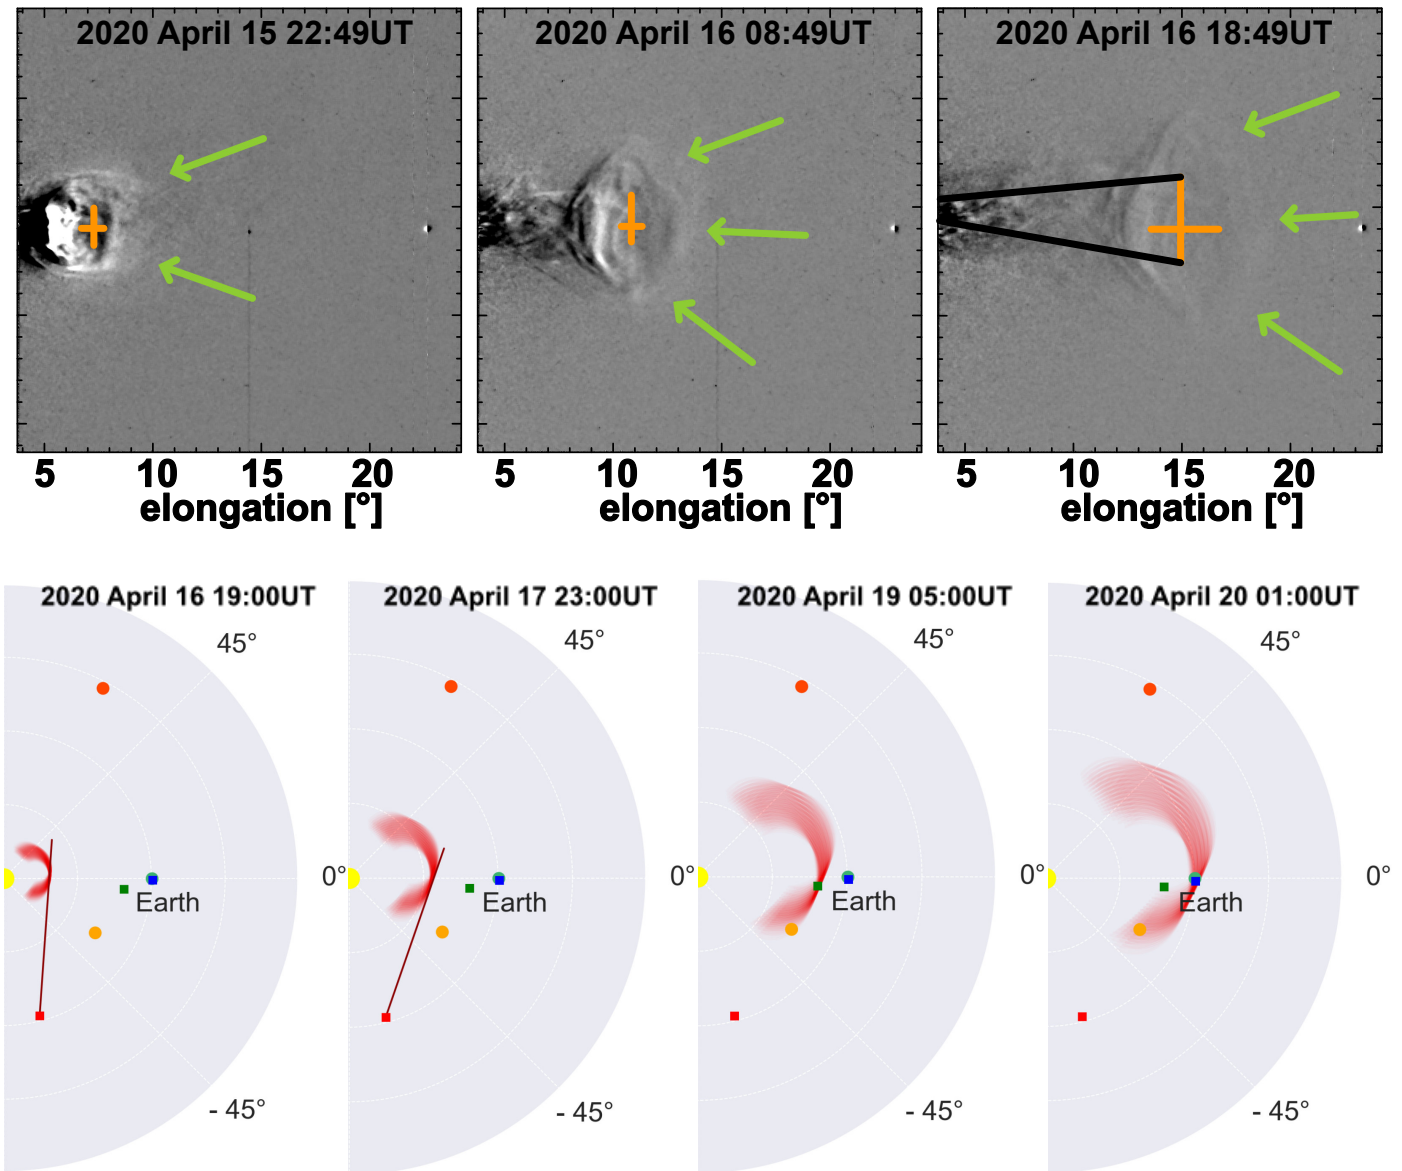 2020 April 15 22:49UT
2020 April 16 08:49UT
2020 April 16 18:49UT
5 10 15 20
5 10 15 20
5 10 15 20
elongation [°]
elongation [°]
elongation [°]
2020 April 16 19:00UT
2020 April 17 23:00UT
2020 April 19 05:00UT
2020 April 20 01:00UT
45°
45°
45°
45°
0°
0°
0°
0°
Earth
Earth
Earth
Earth
- 45°
- 45°
- 45°
- 45°